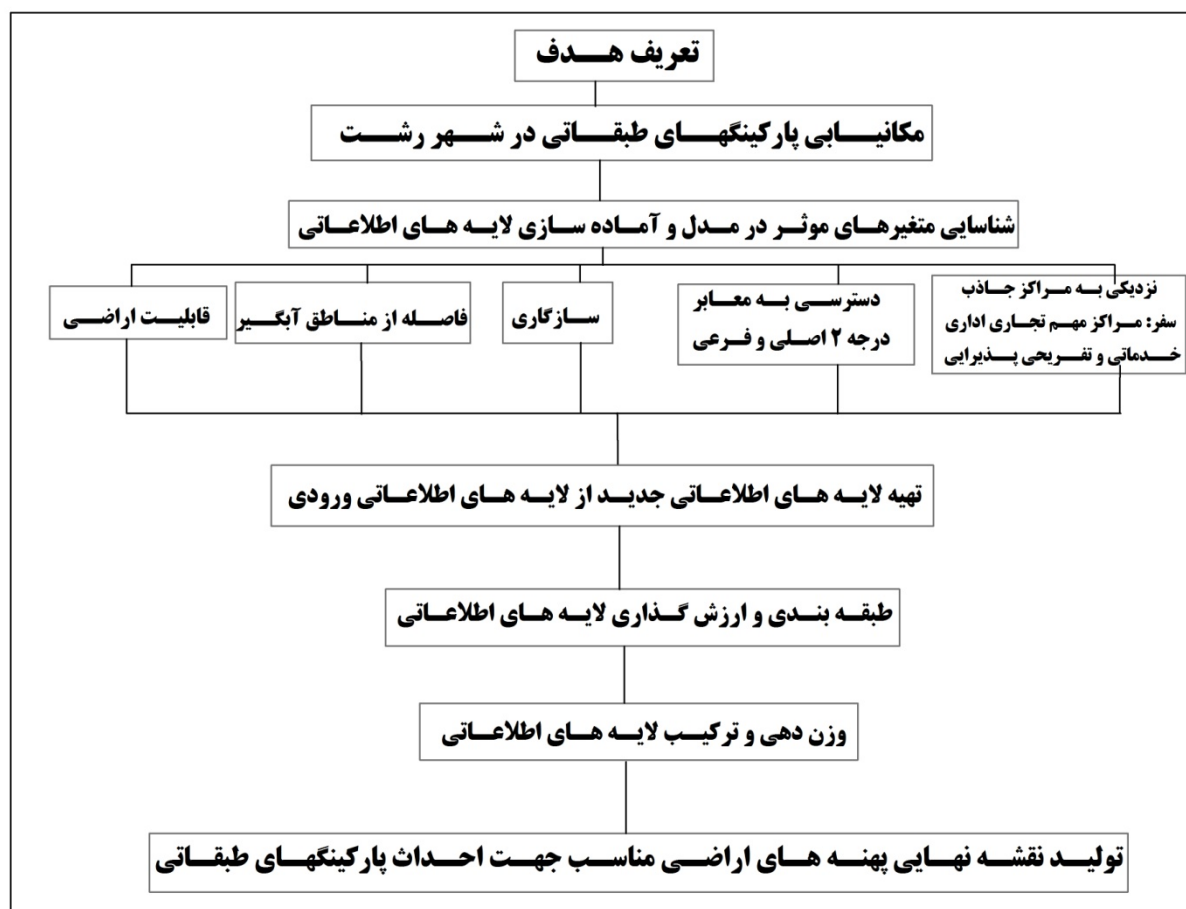 تعریف هدف
مکانیابی پارکینگهای طبقاتی در شهر رشت
شناسایی متغیرهای موثر در مدل و آماده سازی لایه های اطلاعاتی
نزدیکی به مراکز جاذب
سفر: مراکز مهم تجاری اداری
خدماتی و تفریحی پذیرایی
دسترسی به معابر
درجه ۲ اصلی و فرعی
سازگاری
فاصله از مناطق آبگیر
قابلیت اراضی
تهیه لایه های اطلاعاتی جدید از لایه های اطلاعاتی ورودی
طبقه بندی و ارزش گذاری لایه های اطلاعاتی
وزن دهی و ترکیب لایه های اطلاعاتی
تولید نقشه نهایی پهنه های اراضی مناسب جهت احداث پارکینگهای طبقاتی